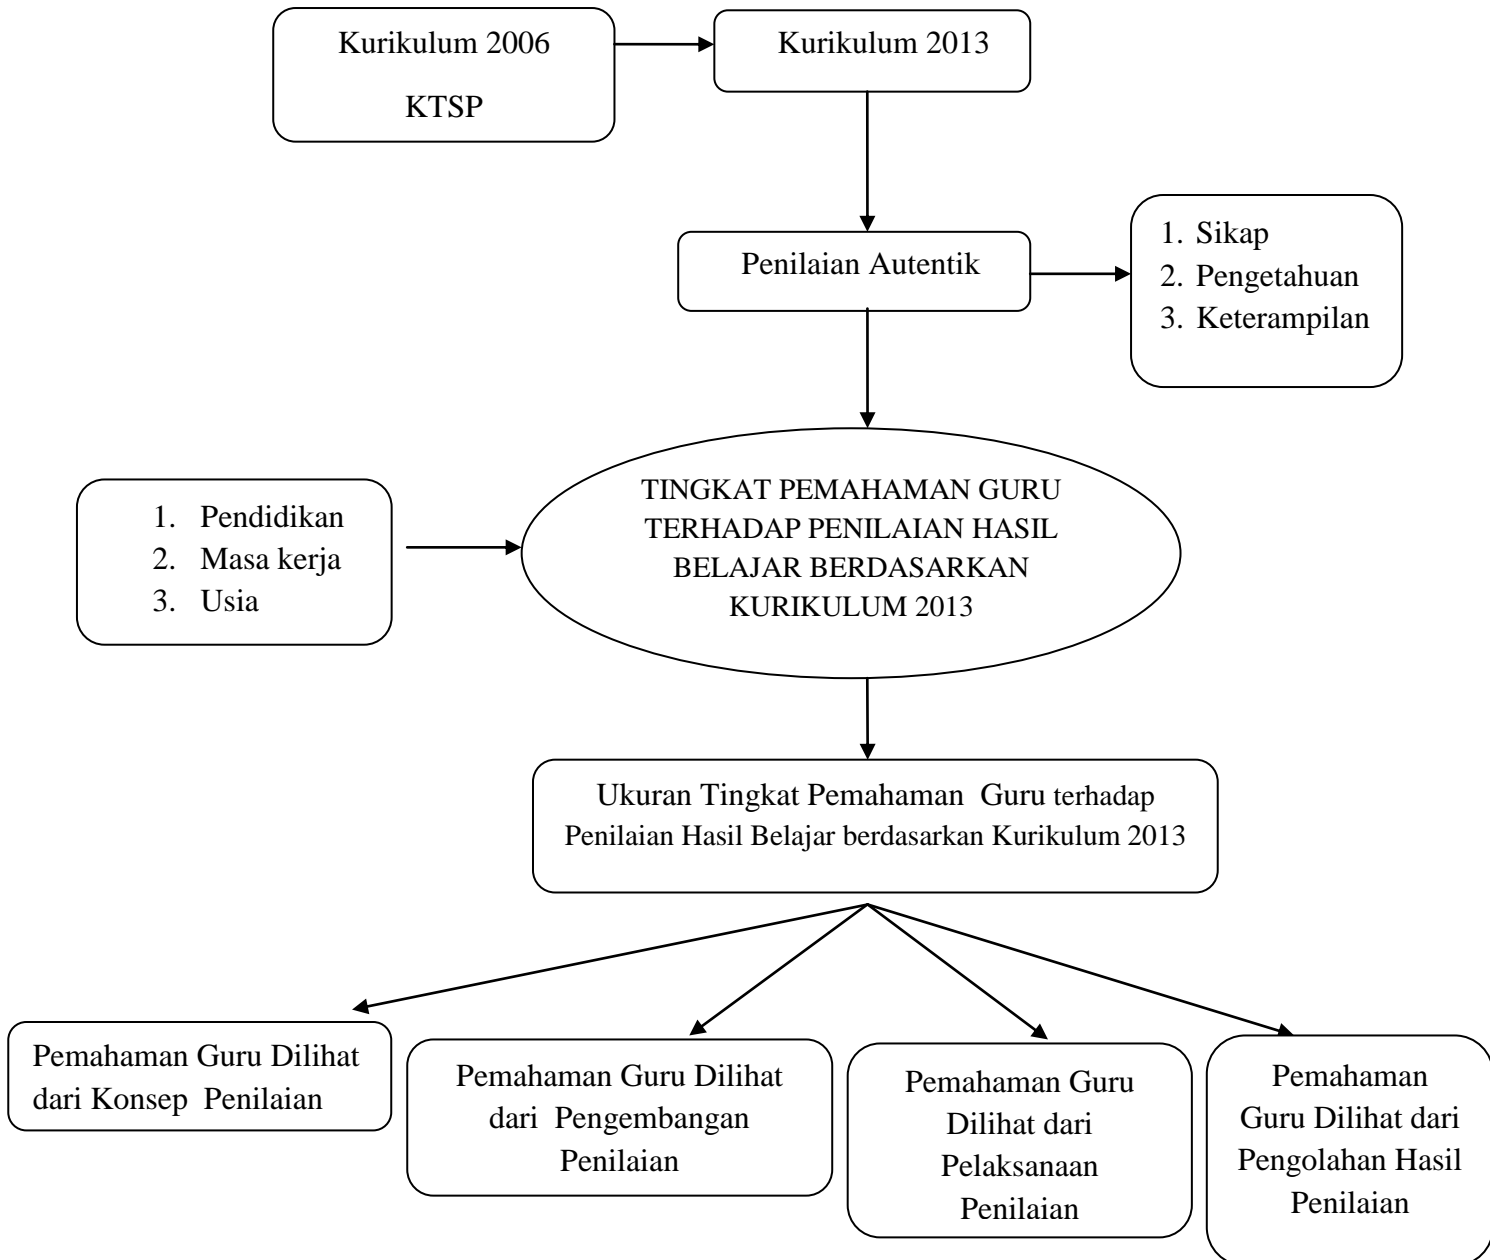 Kurikulum 2006
KTSP
Kurikulum 2013
Penilaian Autentik
1. Sikap
2. Pengetahuan
3. Keterampilan
TINGKAT PEMAHAMAN GURU
TERHADAP PENILAIAN HASIL
BELAJAR BERDASARKAN
KURIKULUM 2013
1. Pendidikan
2. Masa kerja
3. Usia
Ukuran Tingkat Pemahaman Guru terhadap
Penilaian Hasil Belajar berdasarkan Kurikulum 2013
Pemahaman Guru Dilihat
dari Konsep Penilaian
Pemahaman Guru Dilihat
dari Pengembangan
Penilaian
Pemahaman Guru
Dilihat dari
Pelaksanaan
Penilaian
Pemahaman
Guru Dilihat dari
Pengolahan Hasil
Penilaian